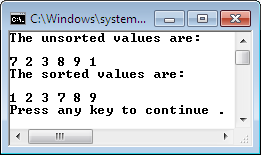 C:\Windows\system...
The unsorted values are:
7 2 3 8 9 1
The sorted values are:
1 2 3 7 8 9
Press any key to continue .